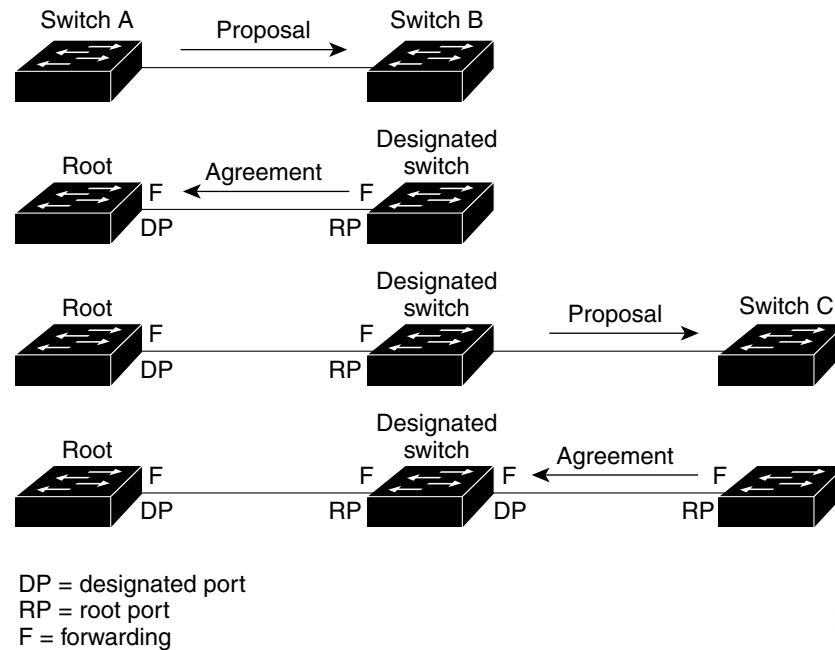 Switch A
Proposal
Switch B
Root
Agreement
Designated
switch
F
F
DP
RP
Root
Designated
switch
Proposal
Switch C
F
F
DP
RP
Root
Designated
switch
Agreement
F
F
F
F
DP
RP
DP
RP
DP = designated port
RP = root port
F = forwarding